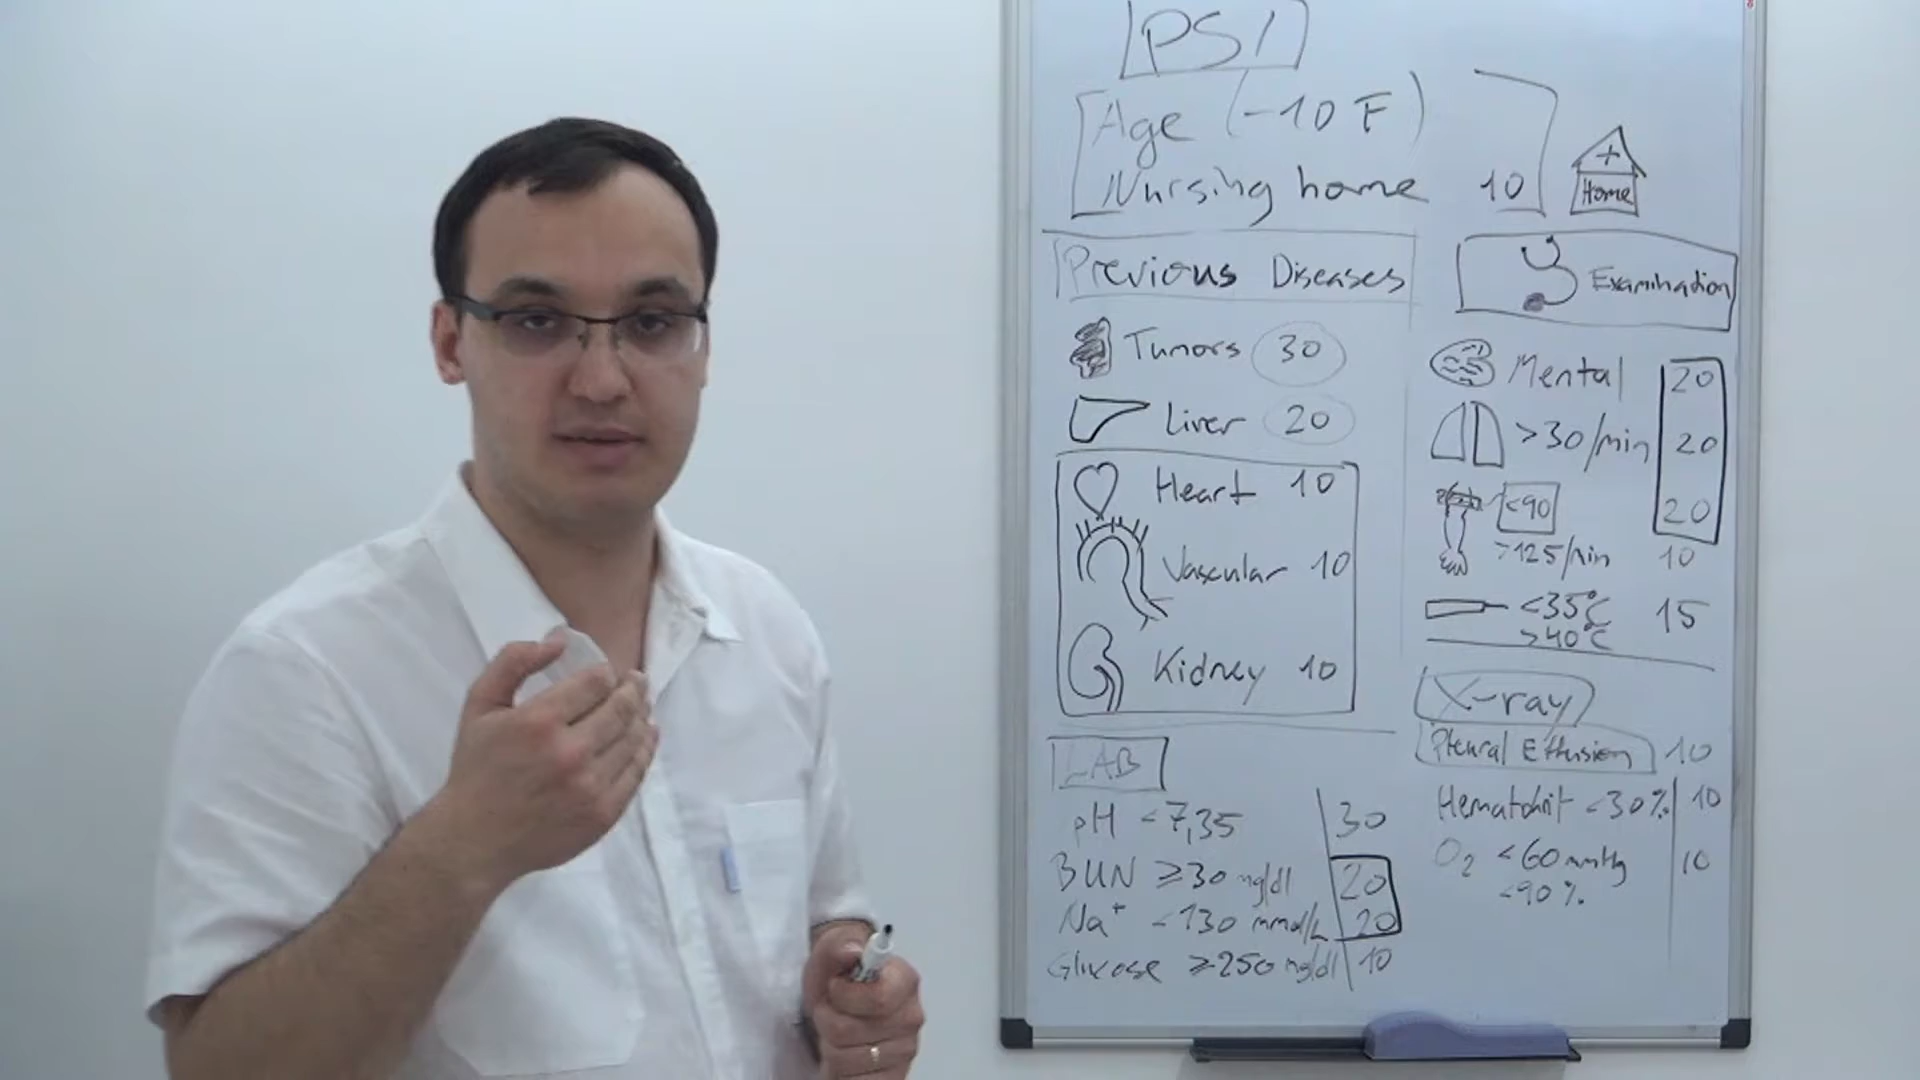 PSI
Age (-10 F)
Nursing home 10
+
Home
Previous Diseases
Tumors 30
Liver 20
Heart 10
Vascular 10
Kidney 10
Examination
Mental 20
>30/min 20
<90 20
>125/min 10
<35°C 15
>40°C
X-ray
Pleural Effusion 10
Hematokrit <30% 10
O2 <60 mmHg 10
<90%
LAB
pH <7,35 30
BUN ≥30 mg/dl 20
Na+ <130 mmol/L 20
Glucose ≥250 mg/dl 10